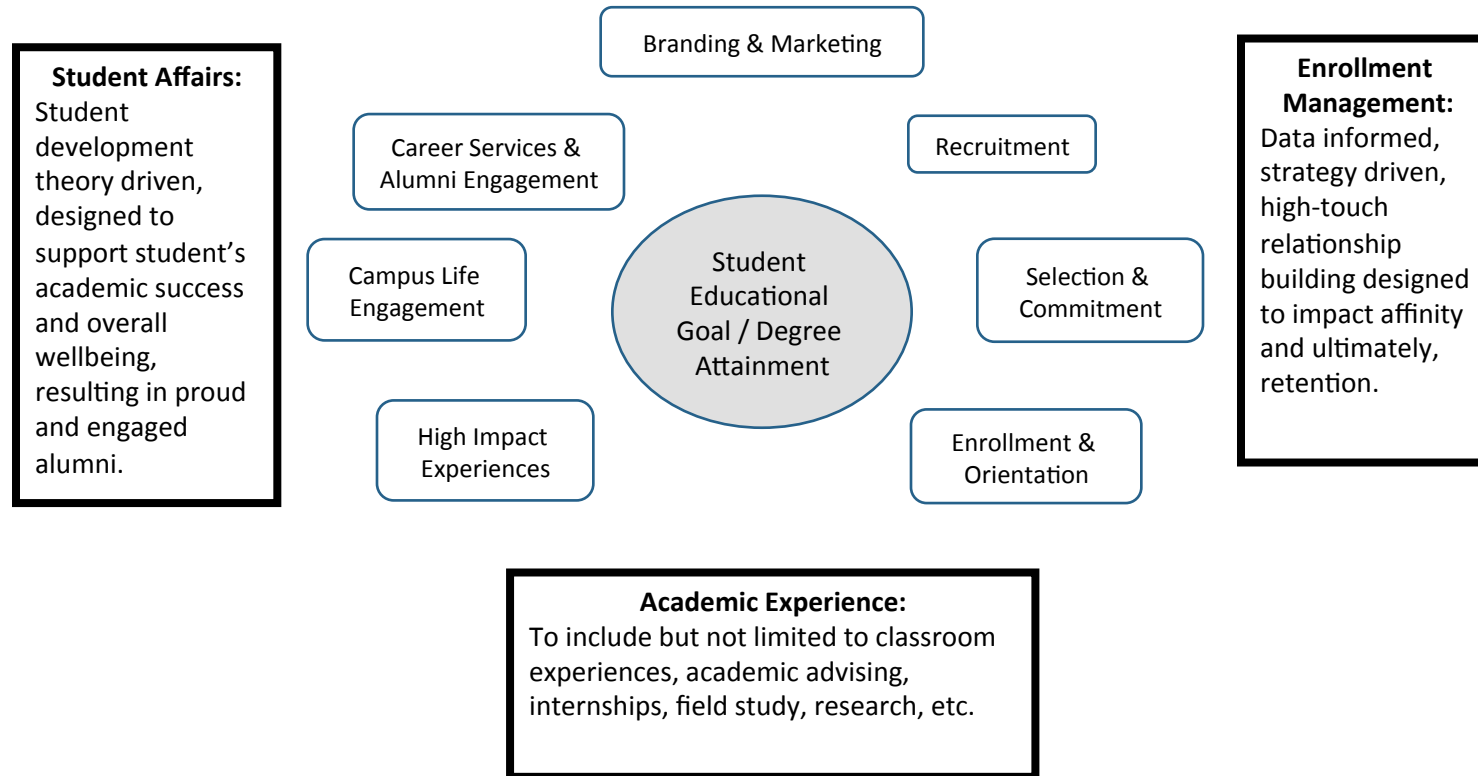 Branding & Marketing
Student Affairs:
Student
development
theory driven,
designed to
support student’s
academic success
and overall
wellbeing,
resulting in proud
and engaged
alumni.
Career Services &
Alumni Engagement
Recruitment
Enrollment
Management:
Data informed,
strategy driven,
high-touch
relationship
building designed
to impact affinity
and ultimately,
retention.
Campus Life
Engagement
Student
Educational
Goal / Degree
Attainment
Selection &
Commitment
High Impact
Experiences
Enrollment &
Orientation
Academic Experience:
To include but not limited to classroom
experiences, academic advising,
internships, field study, research, etc.